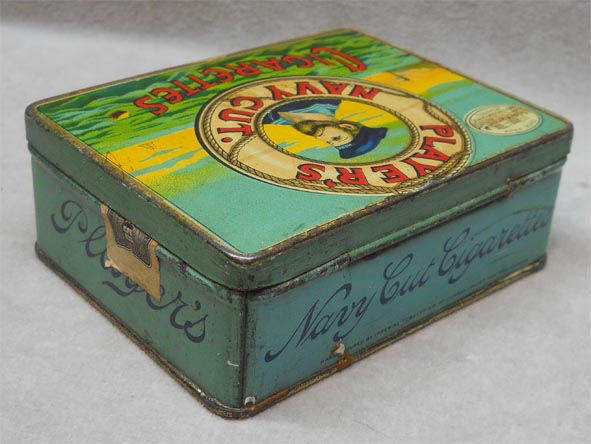 PLAYER'S
NAVY CUT.
CIGARETTES
Player's
Navy Cut Cigarettes